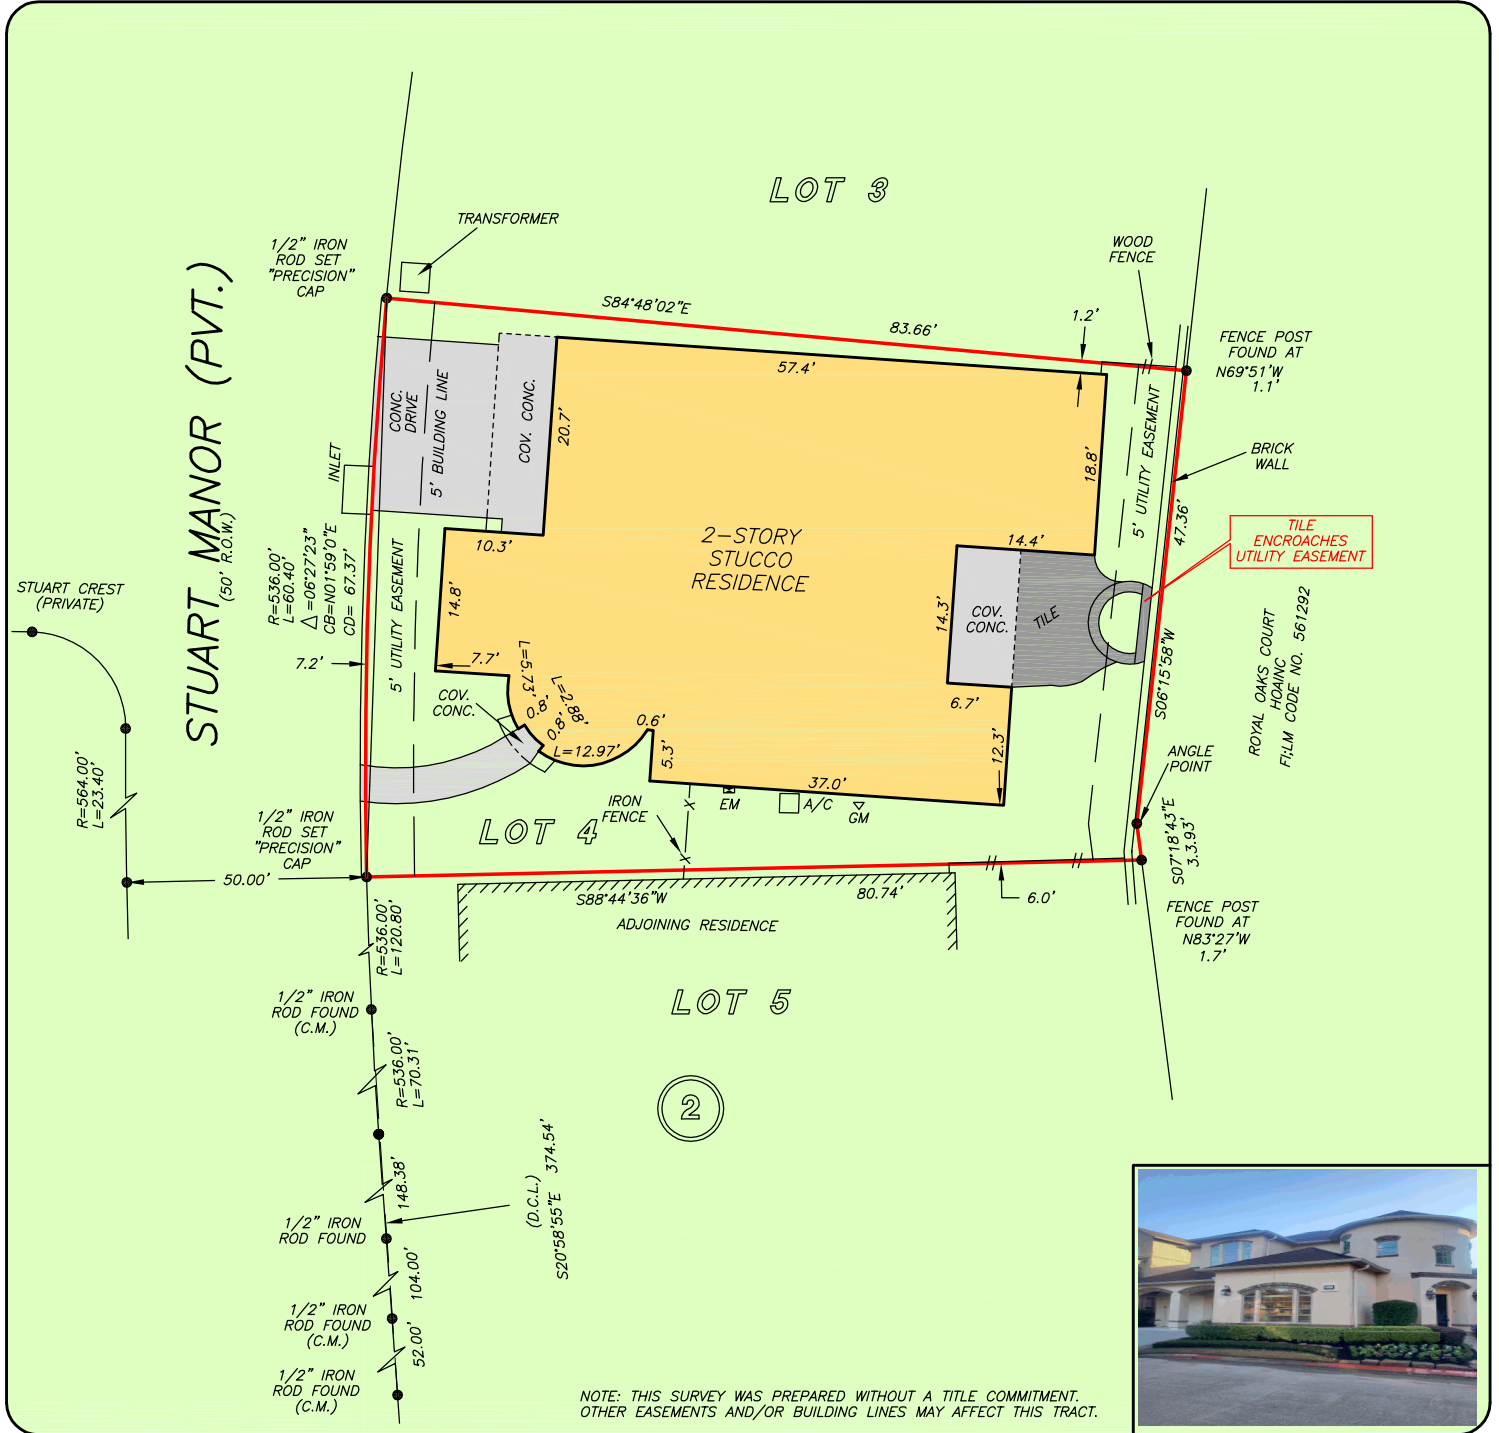 LOT 3
TRANSFORMER
1/2" IRON
ROD SET
"PRECISION"
CAP
WOOD
FENCE
S84°48'02"E
83.66'
1.2'
FENCE POST
FOUND AT
N69°51'W
1.1'
57.4'
STUART MANOR (PVT.)
(50' R.O.W.)
CONC.
DRIVE
5' BUILDING LINE
COV. CONC.
20.7'
18.8'
5' UTILITY EASEMENT
BRICK
WALL
47.36'
INLET
R=536.00'
L=60.40'
△=06°27'23"
CB=N01°59'0"E
CD= 67.37'
10.3'
2-STORY
STUCCO
RESIDENCE
14.4'
TILE
ENCROACHES
UTILITY EASEMENT
STUART CREST
(PRIVATE)
5' UTILITY EASEMENT
14.8'
14.3'
COV.
CONC.
TILE
ROYAL OAKS COURT
HOAINC
FI;LM CODE NO. 561292
7.2'
7.7'
COV.
CONC.
L=5.73'
0.8'
L=2.88'
0.8'
L=12.97'
0.6'
5.3'
6.7'
12.3'
S06°15'58"W
R=564.00'
L=23.40'
37.0'
ANGLE
POINT
1/2" IRON
ROD SET
"PRECISION"
CAP
LOT 4
IRON
FENCE
EM
A/C
GM
S07°18'43"E
3.3.93'
50.00'
S88°44'36"W
80.74'
6.0'
ADJOINING RESIDENCE
FENCE POST
FOUND AT
N83°27'W
1.7'
R=536.00'
L=120.80'
1/2" IRON
ROD FOUND
(C.M.)
LOT 5
R=536.00'
L=70.31'
2
148.38'
(D.C.L.)
S20°58'55"E 374.54'
1/2" IRON
ROD FOUND
104.00'
1/2" IRON
ROD FOUND
(C.M.)
52.00'
1/2" IRON
ROD FOUND
(C.M.)
NOTE: THIS SURVEY WAS PREPARED WITHOUT A TITLE COMMITMENT.
OTHER EASEMENTS AND/OR BUILDING LINES MAY AFFECT THIS TRACT.